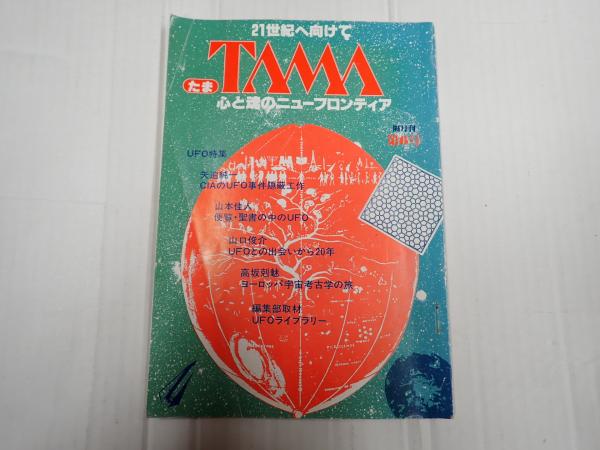 21世紀へ向けて
たま TAMA
心と魂のニューフロンティア
隔月刊
UFO特集
矢追純一
CIAのUFO事件隠蔽工作
山本佳人
便覧・聖書の中のUFO
山口俊介
UFOとの出会いから20年
高坂剋魅
ヨーロッパ宇宙考古学の旅
編集部取材
UFOライブラリー